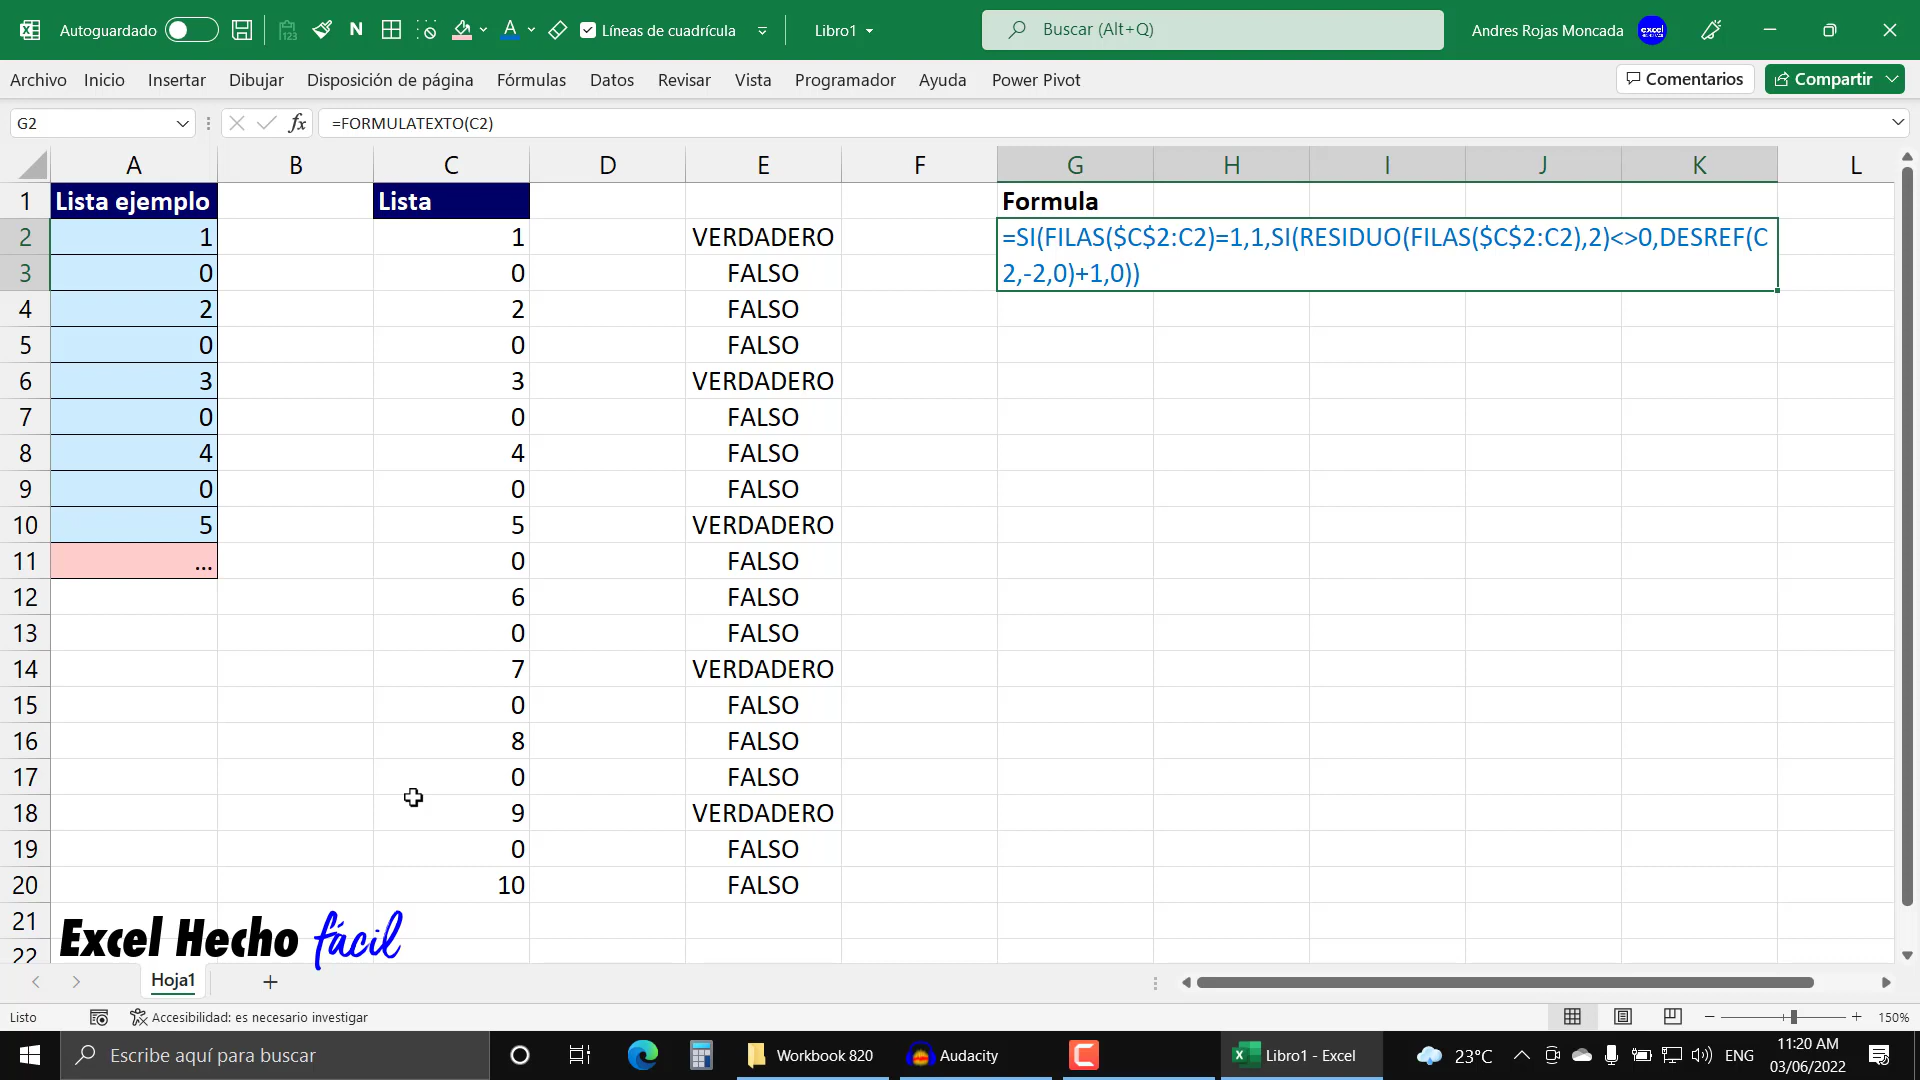 Autoguardado
N
A
Líneas de cuadrícula
Libro1
Buscar (Alt+Q)
Andres Rojas Moncada
Archivo Inicio Insertar Dibujar Disposición de página Fórmulas Datos Revisar Vista Programador Ayuda Power Pivot
Comentarios
Compartir
G2
fx
=FORMULATEXTO(C2)
A B C D E F G H I J K L
1 Lista ejemplo Lista Formula
2 1 1 VERDADERO =SI(FILAS($C$2:C2)=1,1,SI(RESIDUO(FILAS($C$2:C2),2)<>0,DESREF(C
3 0 0 FALSO 2,-2,0)+1,0))
4 2 2 FALSO
5 0 0 FALSO
6 3 3 VERDADERO
7 0 0 FALSO
8 4 4 FALSO
9 0 0 FALSO
10 5 5 VERDADERO
11 ... 0 FALSO
12 6 FALSO
13 0 FALSO
14 7 VERDADERO
15 0 FALSO
16 8 FALSO
17 0 FALSO
18 9 VERDADERO
19 0 FALSO
20 10 FALSO
21
22
Excel Hecho fácil
Hoja1
Listo
Accesibilidad: es necesario investigar
150%
Escribe aquí para buscar
Workbook 820
Audacity
Libro1 - Excel
23°C
ENG
11:20 AM
03/06/2022